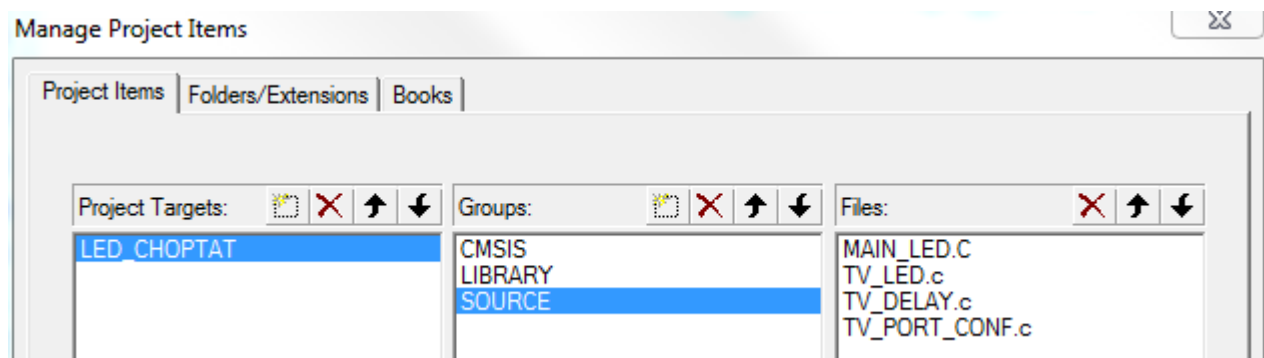 Manage Project Items
Project Items Folders/Extensions Books
Project Targets: Groups: Files:
LED_CHOPTAT CMSIS MAIN_LED.C
LIBRARY TV_LED.c
SOURCE TV_DELAY.c
TV_PORT_CONF.c